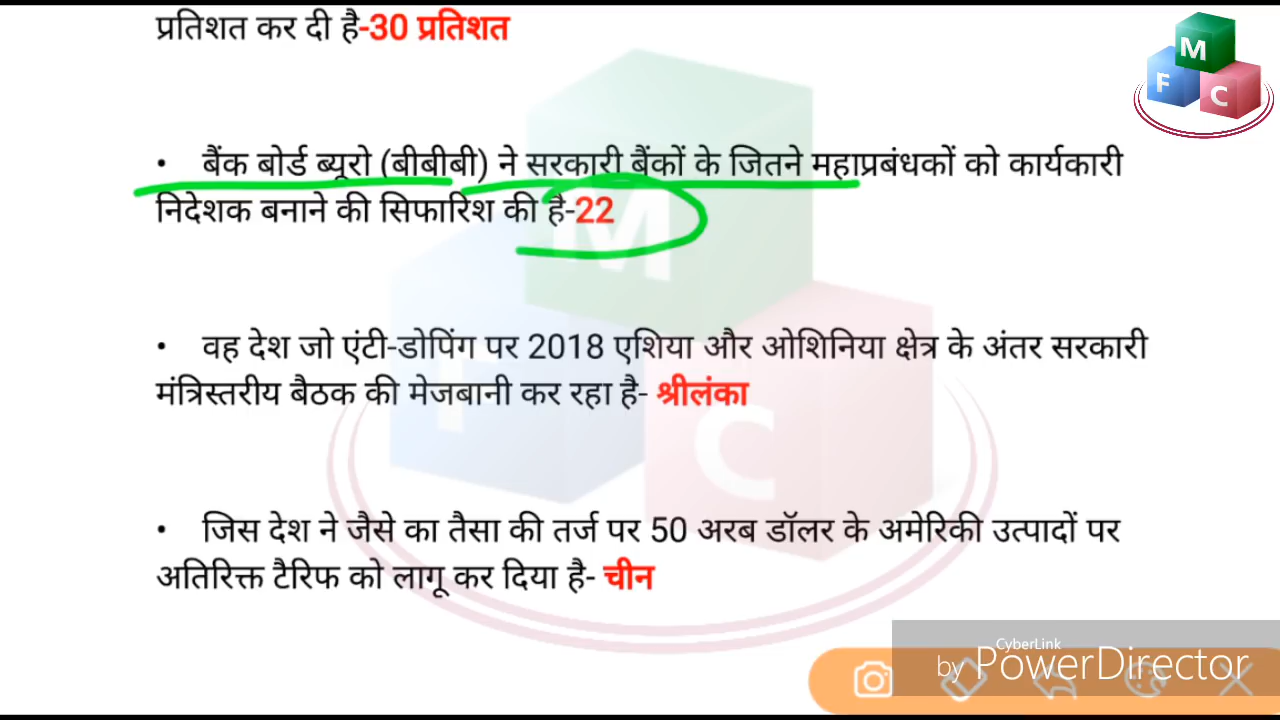 प्रतिशत कर दी है-30 प्रतिशत
• बैंक बोर्ड ब्यूरो (बीबीबी) ने सरकारी बैंकों के जितने महाप्रबंधकों को कार्यकारी
निदेशक बनाने की सिफारिश की है-22
• वह देश जो एंटी-डोपिंग पर 2018 एशिया और ओशिनिया क्षेत्र के अंतर सरकारी
मंत्रिस्तरीय बैठक की मेजबानी कर रहा है- श्रीलंका
• जिस देश ने जैसे का तैसा की तर्ज पर 50 अरब डॉलर के अमेरिकी उत्पादों पर
अतिरिक्त टैरिफ को लागू कर दिया है- चीन
M
F
C
M
F
C
CyberLink
by PowerDirector